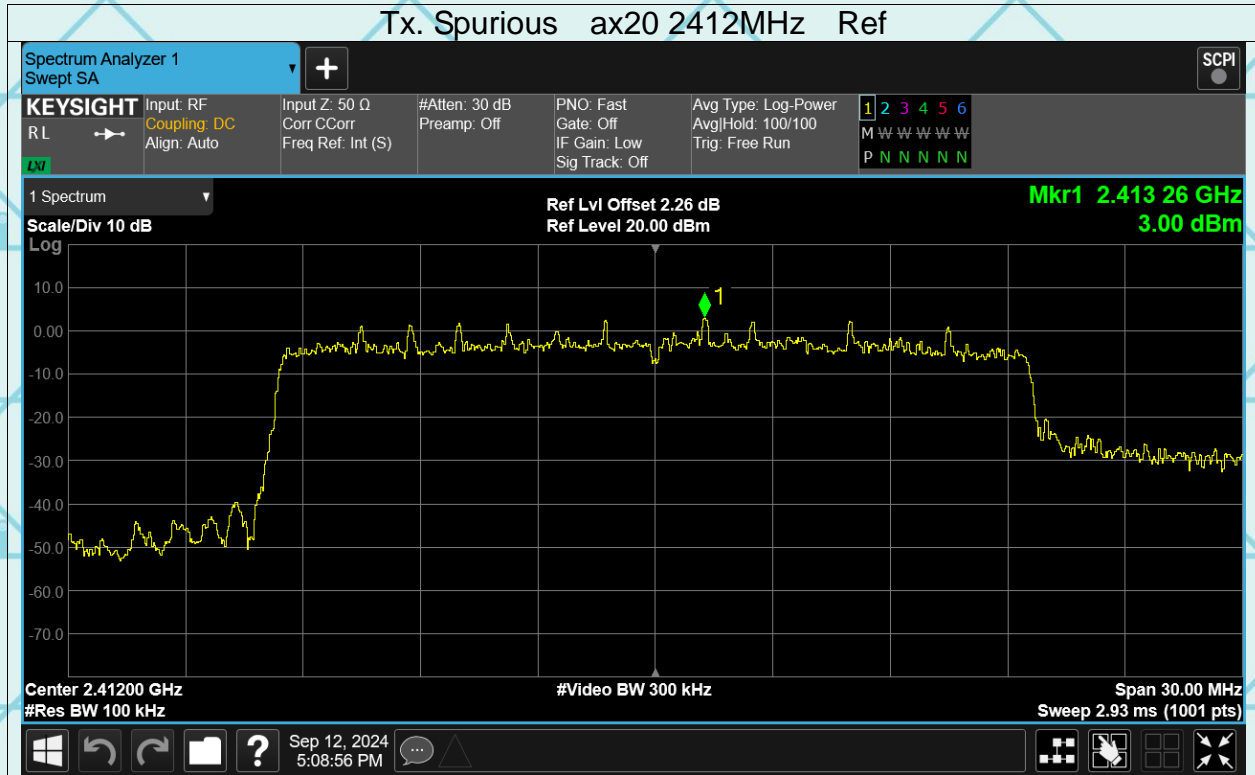 Tx. Spurious ax20 2412MHz Ref
Spectrum Analyzer 1
Swept SA
SCPI
KEYSIGHT
RL
LXI
Input: RF
Coupling: DC
Align: Auto
Input Z: 50 Ω
Corr CCorr
Freq Ref: Int (S)
#Atten: 30 dB
Preamp: Off
PNO: Fast
Gate: Off
IF Gain: Low
Sig Track: Off
Avg Type: Log-Power
Avg|Hold: 100/100
Trig: Free Run
1 2 3 4 5 6
M W W W W W
P N N N N N
1 Spectrum
Scale/Div 10 dB
Ref Lvl Offset 2.26 dB
Ref Level 20.00 dBm
Mkr1 2.413 26 GHz
3.00 dBm
Log
10.0
0.00
-10.0
-20.0
-30.0
-40.0
-50.0
-60.0
-70.0
1
Center 2.41200 GHz
#Res BW 100 kHz
#Video BW 300 kHz
Span 30.00 MHz
Sweep 2.93 ms (1001 pts)
?
Sep 12, 2024
5:08:56 PM